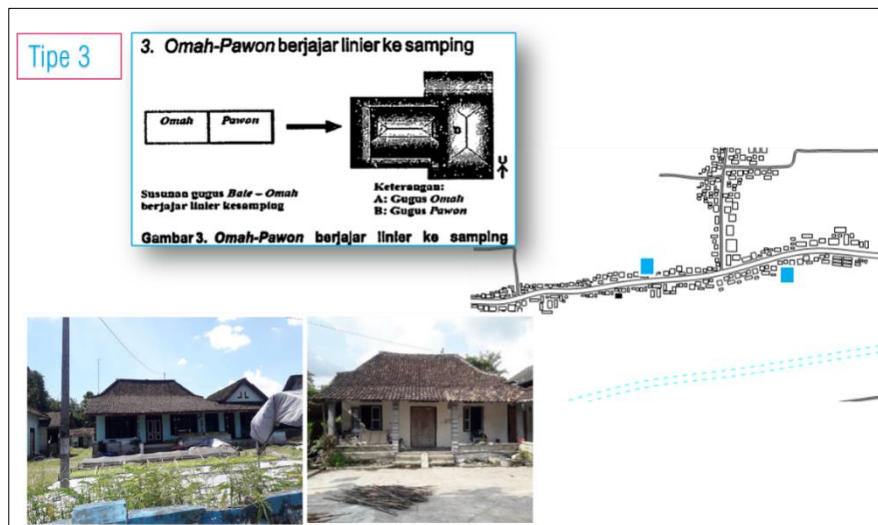 Tipe 3
3. Omah-Pawon berjajar linier ke samping
Omah Pawon
B
U
Susunan gugus Bale - Omah
berjajar linier kesamping
Keterangan:
A: Gugus Omah
B: Gugus Pawon
Gambar 3. Omah-Pawon berjajar linier ke samping